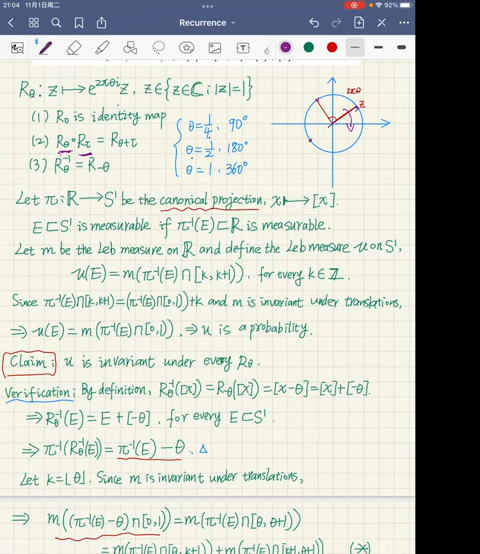 21:04 11月1日周二
92%
Recurrence
R_θ : z ↦ e^{2πθi} z, z∈{z∈ℂ; |z|=1}
(1) R_0 is identity map
(2) R_θ∘R_τ = R_{θ+τ}
(3) R_θ^{-1} = R_{-θ}
θ=1/4, 90°
θ=1/2, 180°
θ=1, 360°
2πθ
z
Let π: ℝ → S¹ be the canonical projection, x ↦ [x].
E⊂S¹ is measurable if π⁻¹(E)⊂ℝ is measurable.
Let m be the Leb measure on ℝ and define the Leb measure u on S¹,
u(E) = m(π⁻¹(E)∩[k, k+1)), for every k∈ℤ.
Since π⁻¹(E)∩[k,k+1)=(π⁻¹(E)∩[0,1))+k and m is invariant under translations,
⇒ u(E) = m(π⁻¹(E)∩[0,1)), ⇒ u is a probability.
Claim: u is invariant under every R_θ.
Verification: By definition, R_θ⁻¹([x])=R_{-θ}([x])=[x-θ]=[x]+[-θ].
⇒ R_θ⁻¹(E) = E + [-θ], for every E⊂S¹.
⇒ π⁻¹(R_θ⁻¹(E)) = π⁻¹(E) - θ. Δ
Let k=⌊θ⌋. Since m is invariant under translations,
⇒ m((π⁻¹(E)-θ)∩[0,1)) = m(π⁻¹(E)∩[θ, θ+1))
= m(π⁻¹(E)∩[θ, k+1)) + m(π⁻¹(E)∩[k+1, θ+1)) (*)